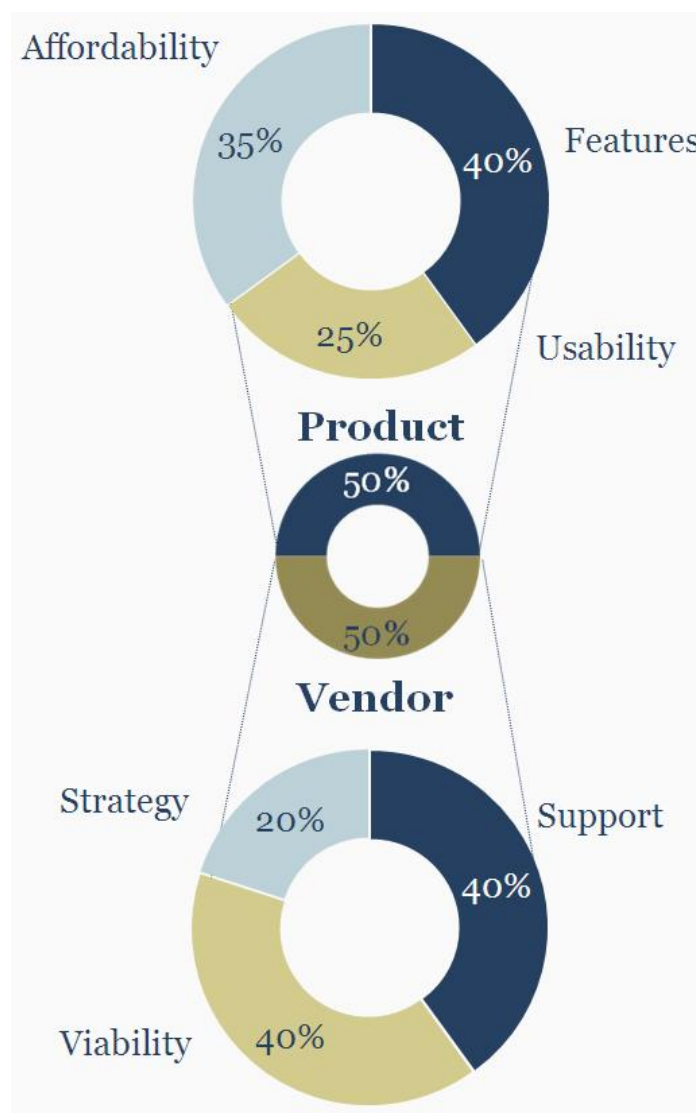 Affordability
35%
Features
40%
25%
Usability
Product
50%
50%
Vendor
Strategy
20%
Support
40%
Viability
40%